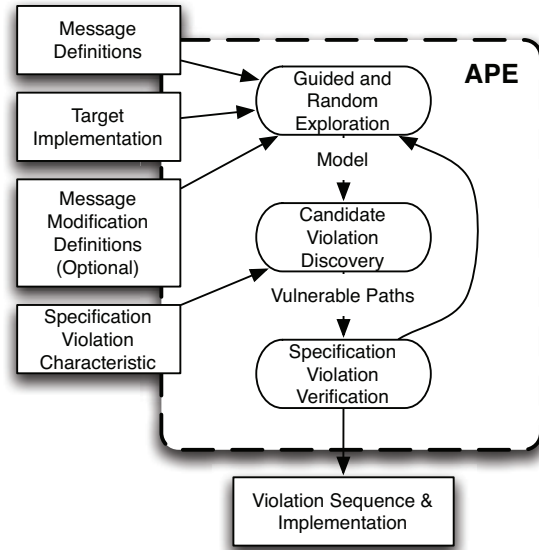 Message
Definitions
APE
Guided and
Random
Exploration
Target
Implementation
Model
Message
Modification
Definitions
(Optional)
Candidate
Violation
Discovery
Vulnerable Paths
Specification
Violation
Characteristic
Specification
Violation
Verification
Violation Sequence &
Implementation